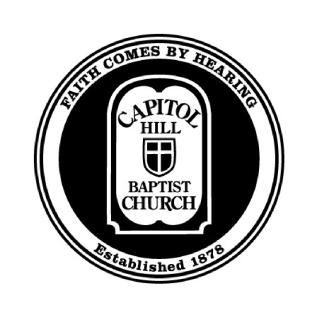 FAITH COMES BY HEARING
CAPITOL
HILL
BAPTIST
CHURCH
Established 1878